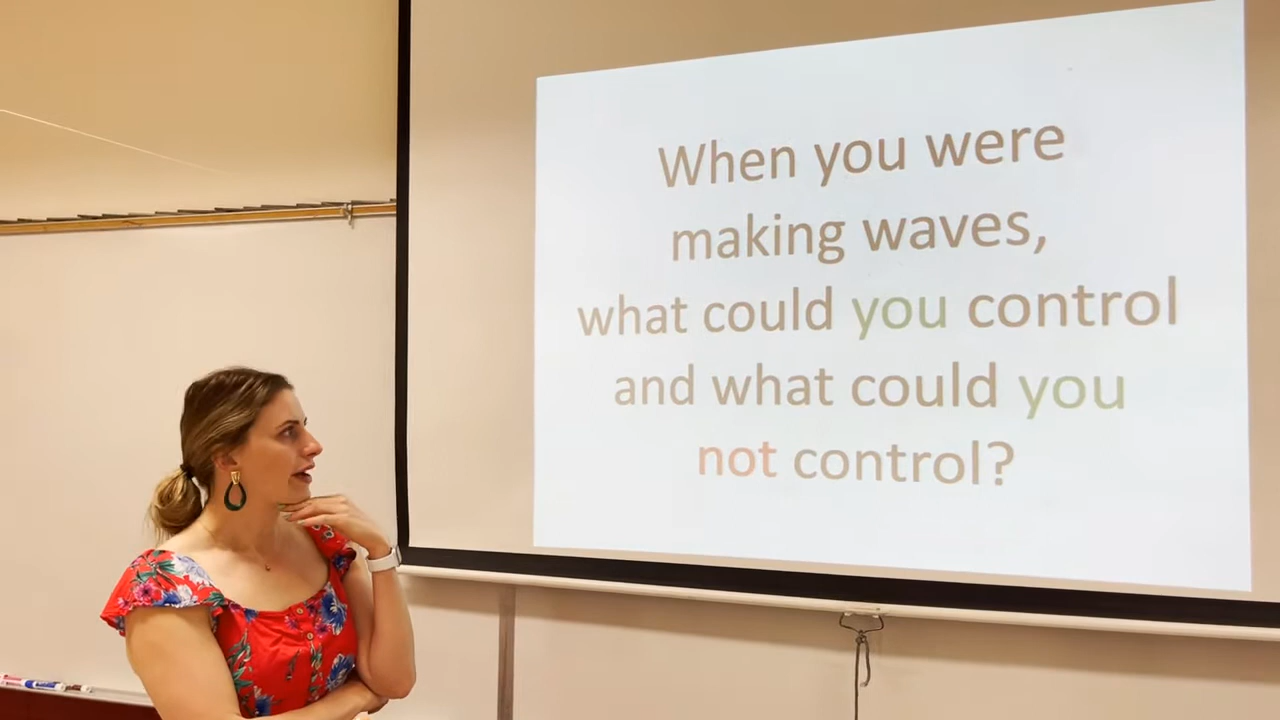 When you were
making waves,
what could you control
and what could you
not control?